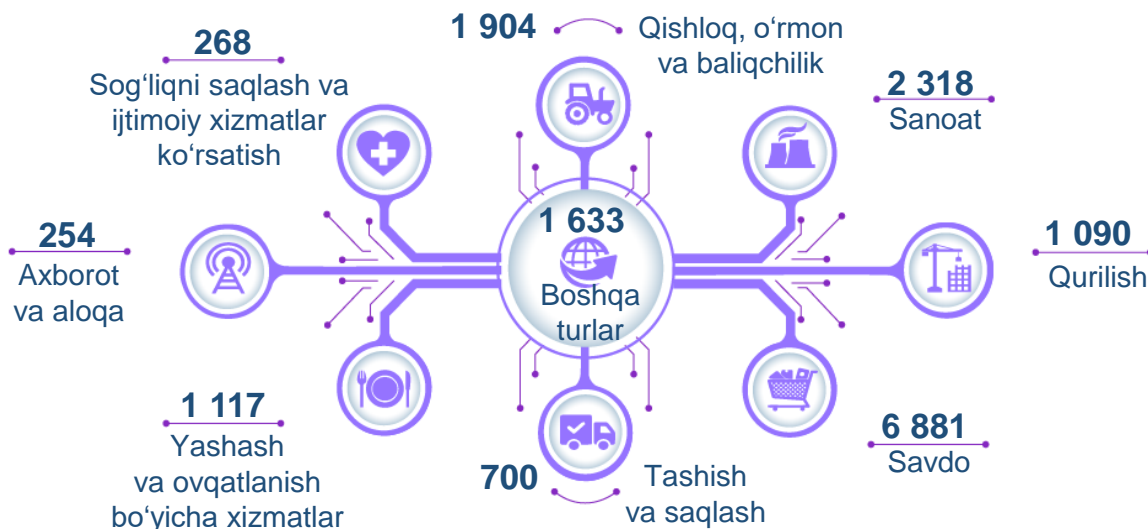 1 904
Qishloq, o‘rmon
va baliqchilik
268
Sog‘liqni saqlash va
ijtimoiy xizmatlar
ko‘rsatish
2 318
Sanoat
254
Axborot
va aloqa
1 633
Boshqa
turlar
1 090
Qurilish
1 117
Yashash
va ovqatlanish
bo‘yicha xizmatlar
700
Tashish
va saqlash
6 881
Savdo